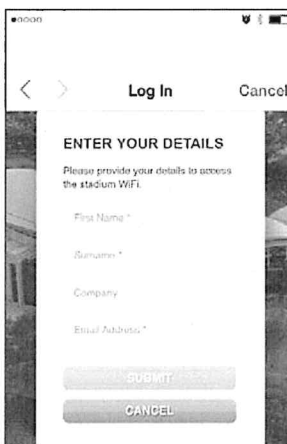 Log In
Cancel
ENTER YOUR DETAILS
Please provide your details to access
the stadium WiFi.
First Name *
Surname *
Company
Email Address *
SUBMIT
CANCEL